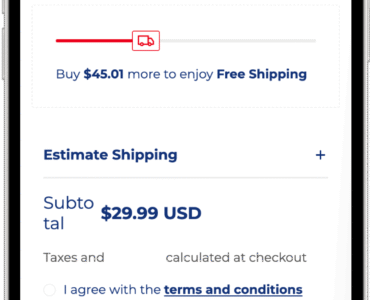 Buy $45.01 more to enjoy Free Shipping
Estimate Shipping +
Subto
tal $29.99 USD
Taxes and calculated at checkout
I agree with the terms and conditions